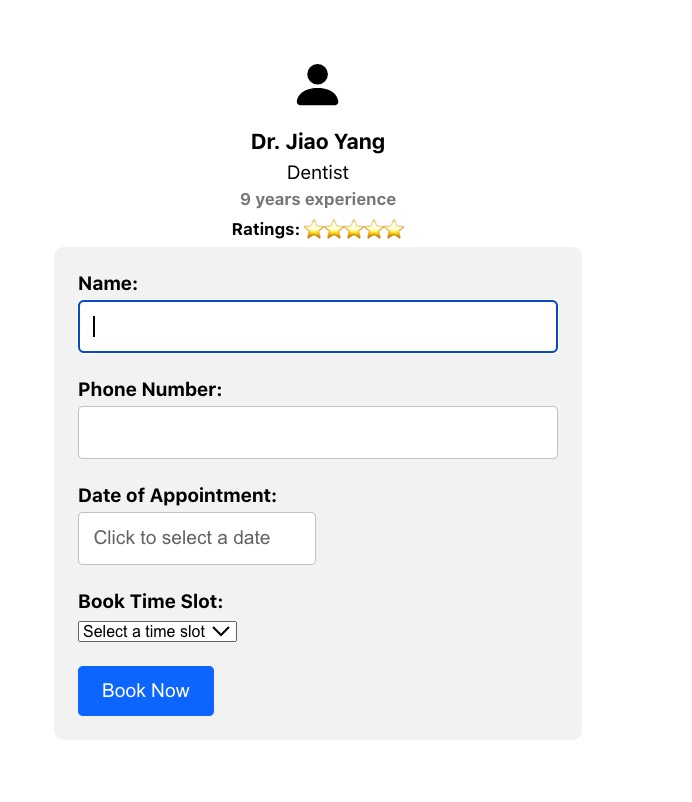 Dr. Jiao Yang
Dentist
9 years experience
Ratings: ⭐⭐⭐⭐⭐
Name:
Phone Number:
Date of Appointment:
Click to select a date
Book Time Slot:
Select a time slot
Book Now